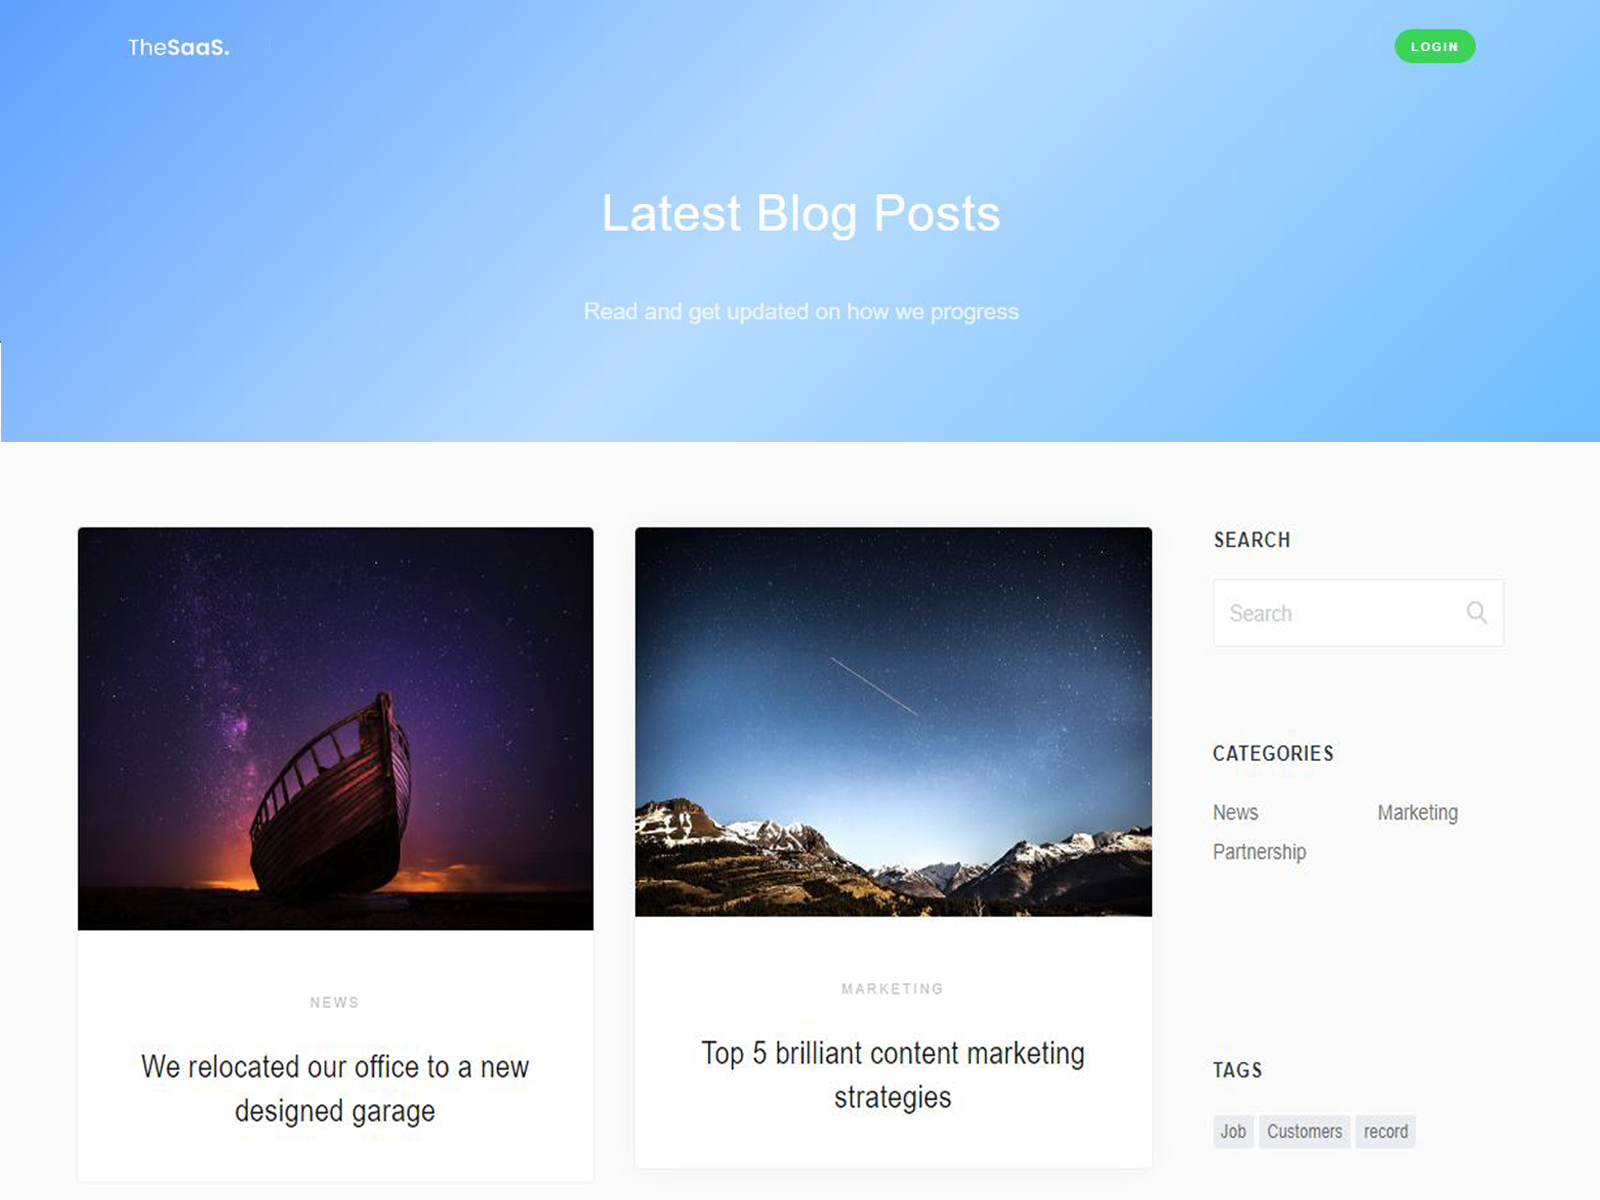 TheSaaS.
LOGIN
Latest Blog Posts
Read and get updated on how we progress
NEWS
We relocated our office to a new
designed garage
MARKETING
Top 5 brilliant content marketing
strategies
SEARCH
Search
CATEGORIES
News Marketing
Partnership
TAGS
Job Customers record